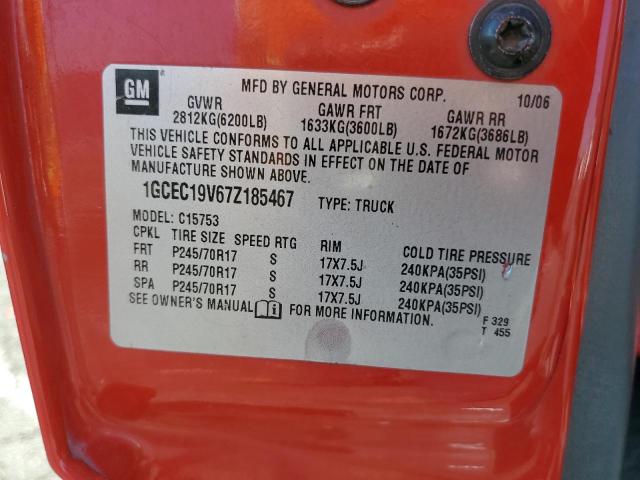 GM
MFD BY GENERAL MOTORS CORP. 10/06
GVWR GAWR FRT GAWR RR
2812KG(6200LB) 1633KG(3600LB) 1672KG(3686LB)
THIS VEHICLE CONFORMS TO ALL APPLICABLE U.S. FEDERAL MOTOR
VEHICLE SAFETY STANDARDS IN EFFECT ON THE DATE OF
MANUFACTURE SHOWN ABOVE.
1GCEC19V67Z185467 TYPE: TRUCK
MODEL: C15753
CPKL TIRE SIZE SPEED RTG RIM COLD TIRE PRESSURE
FRT P245/70R17 S 17X7.5J 240KPA(35PSI)
RR P245/70R17 S 17X7.5J 240KPA(35PSI)
SPA P245/70R17 S 17X7.5J 240KPA(35PSI)
SEE OWNER'S MANUAL FOR MORE INFORMATION.
F 329
T 455